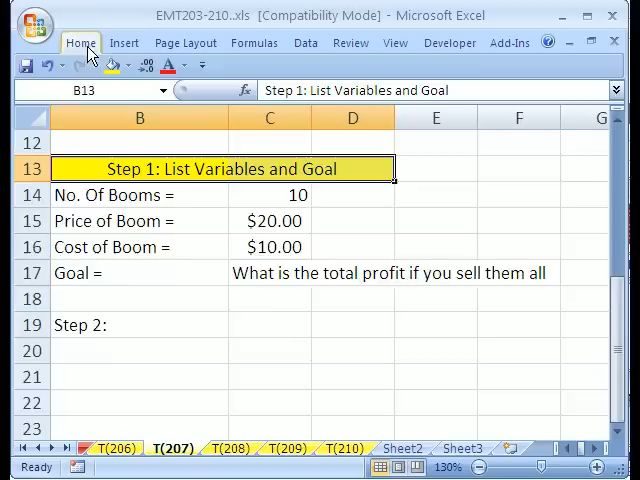 EMT203-210..xls [Compatibility Mode] - Microsoft Excel
Home Insert Page Layout Formulas Data Review View Developer Add-Ins
B13 fx Step 1: List Variables and Goal
B C D E F G
12
13 Step 1: List Variables and Goal
14 No. Of Booms = 10
15 Price of Boom = $20.00
16 Cost of Boom = $10.00
17 Goal = What is the total profit if you sell them all
18
19 Step 2:
20
21
22
23
T(206) T(207) T(208) T(209) T(210) Sheet2 Sheet3
Ready 130%